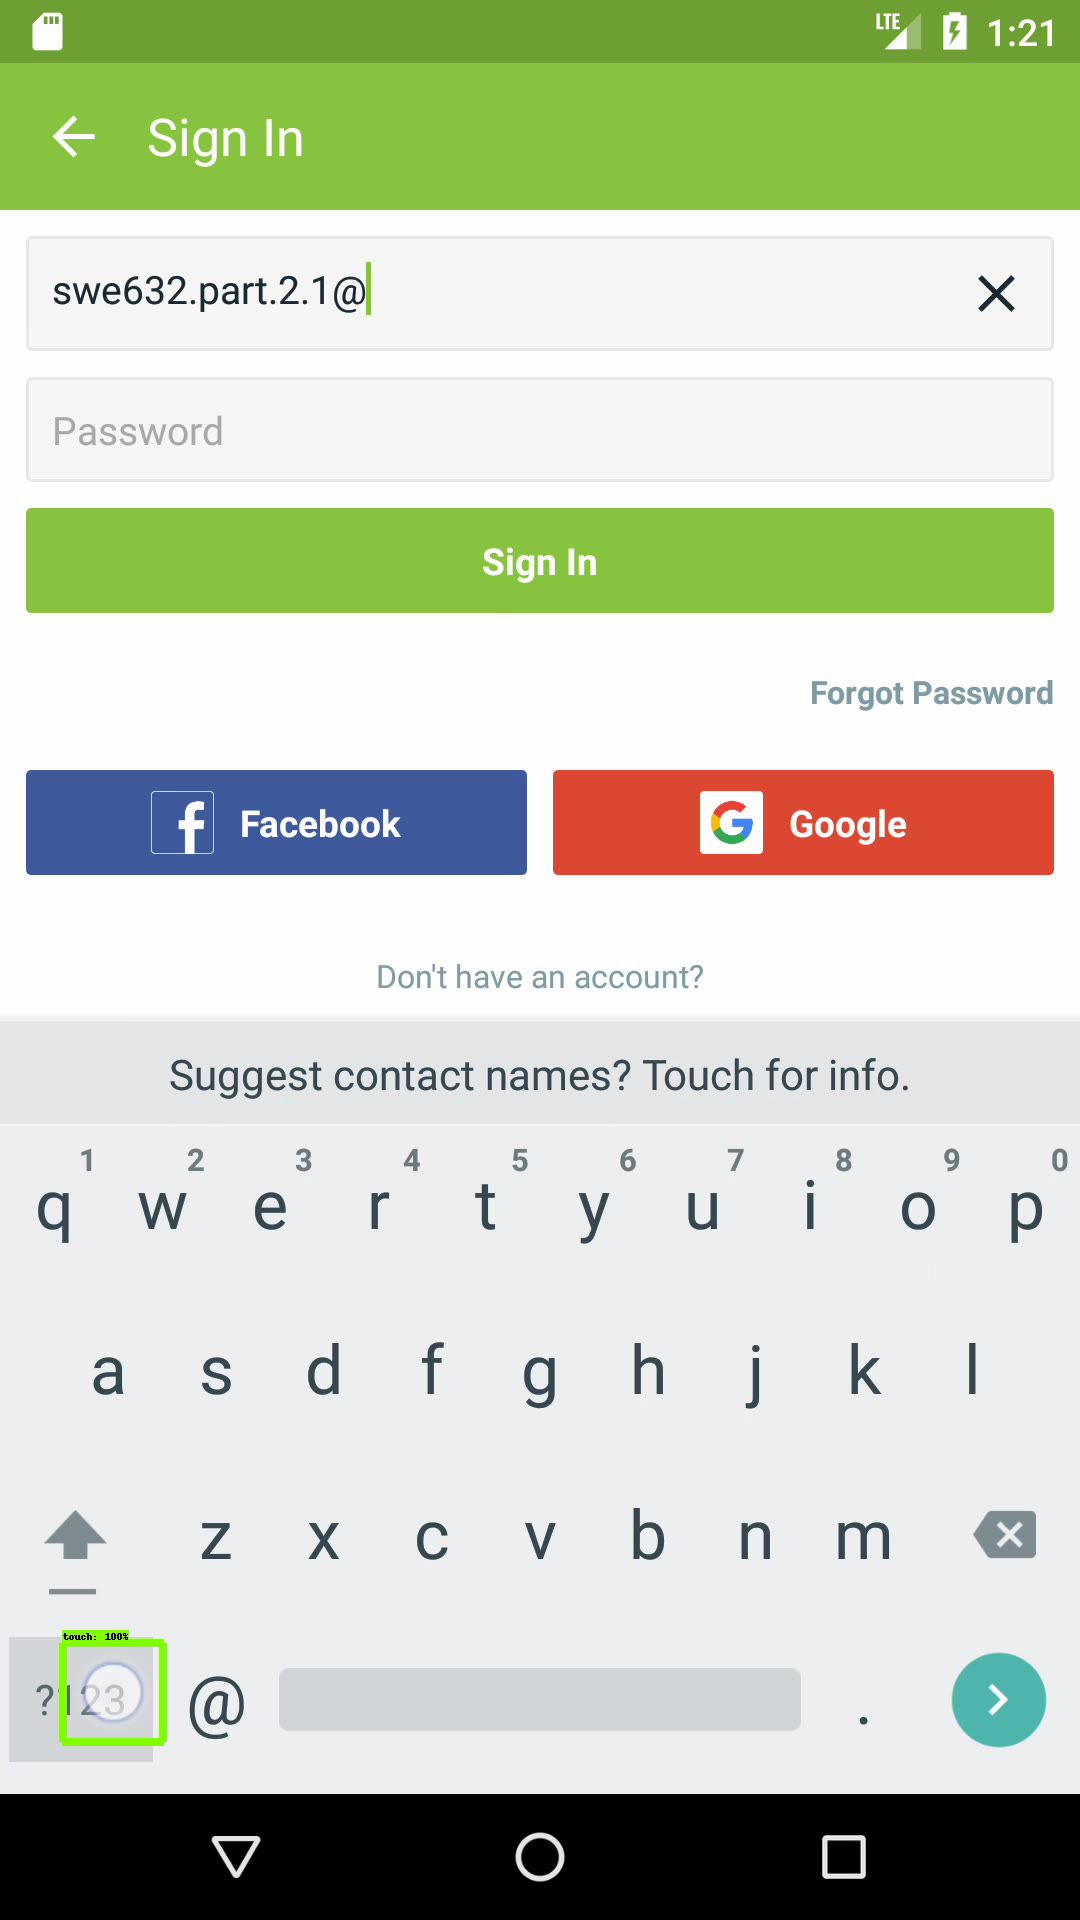 LTE 1:21
Sign In
swe632.part.2.1@
Password
Sign In
Forgot Password
Facebook Google
Don't have an account?
Suggest contact names? Touch for info.
1 2 3 4 5 6 7 8 9 0
q w e r t y u i o p
a s d f g h j k l
z x c v b n m
touch: 100%
?123 @ .